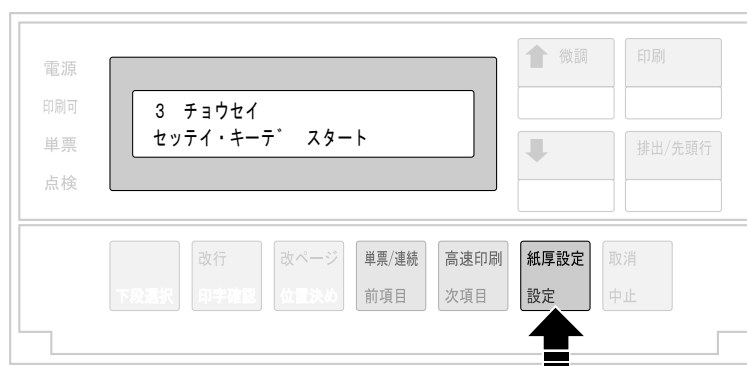 電源
印刷可
単票
点検
3 チョウセイ
セッテイ・キーデ スタート
微調
印刷
排出/先頭行
下段選択
改行
印字確認
改ページ
位置決め
単票/連続
前項目
高速印刷
次項目
紙厚設定
設定
取消
中止